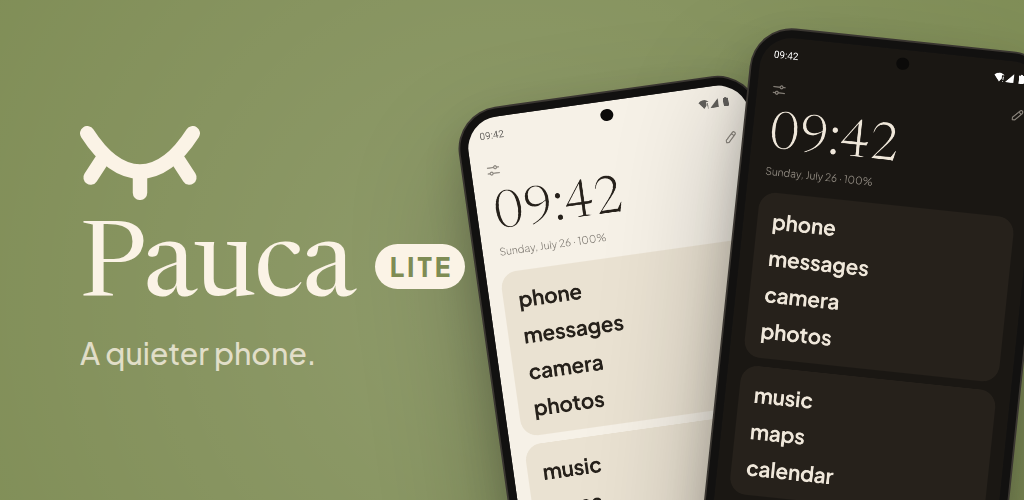 Pauca LITE
A quieter phone.
09:42
09:42
Sunday, July 26 · 100%
phone
messages
camera
photos
music
09:42
09:42
Sunday, July 26 · 100%
phone
messages
camera
photos
music
maps
calendar